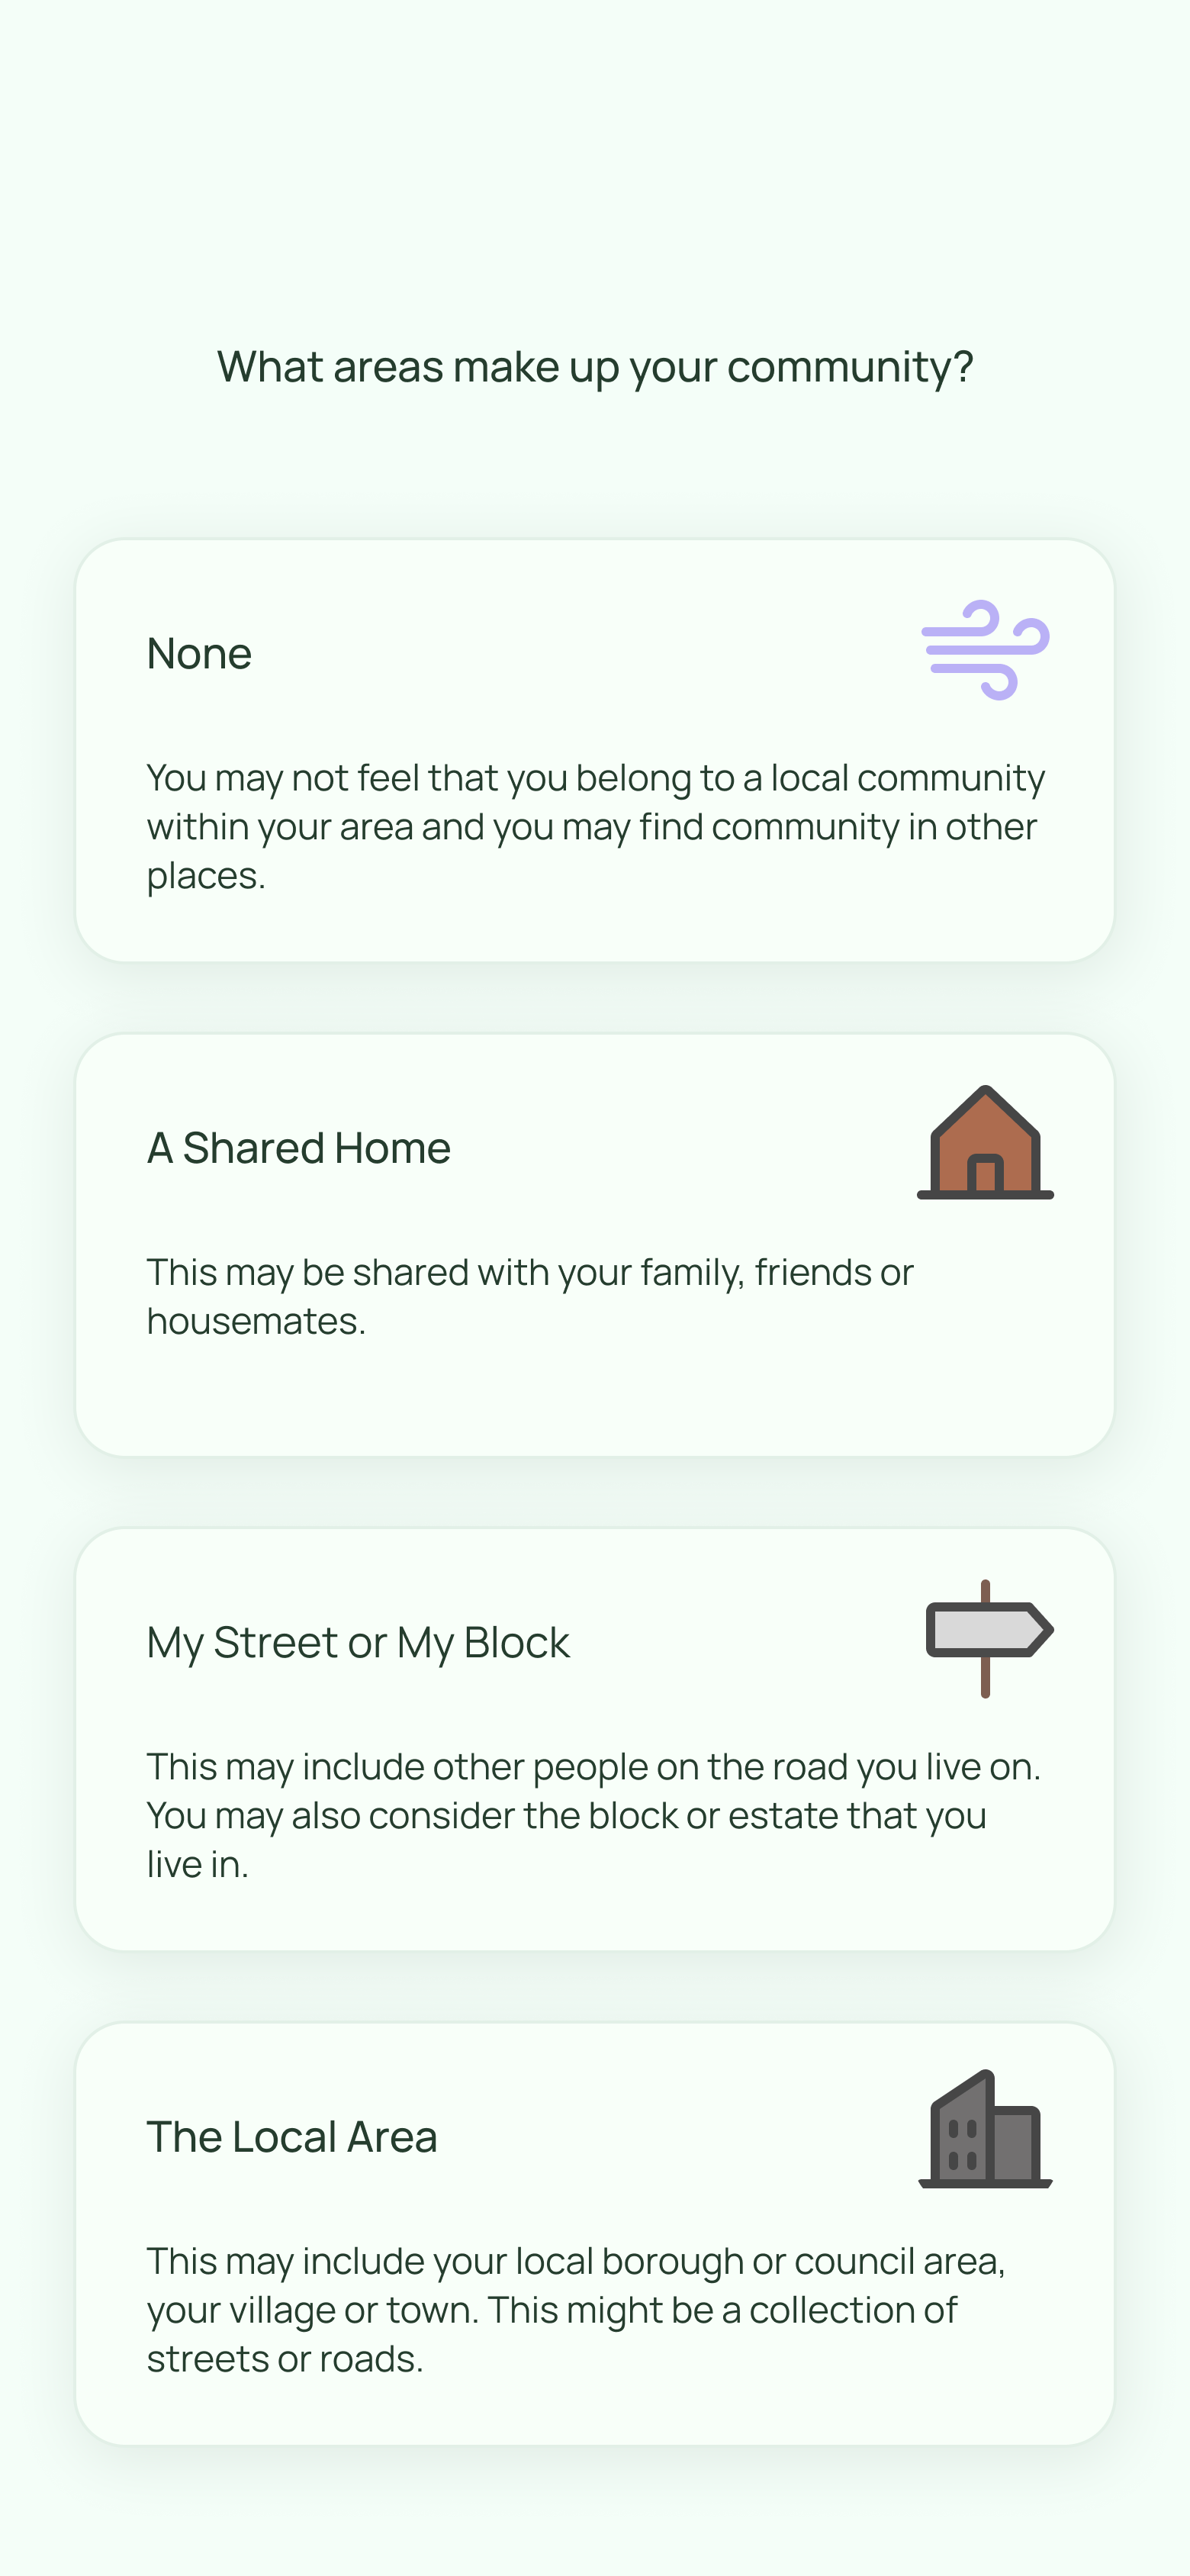 What areas make up your community?
None
You may not feel that you belong to a local community
within your area and you may find community in other
places.
A Shared Home
This may be shared with your family, friends or
housemates.
My Street or My Block
This may include other people on the road you live on.
You may also consider the block or estate that you
live in.
The Local Area
This may include your local borough or council area,
your village or town. This might be a collection of
streets or roads.